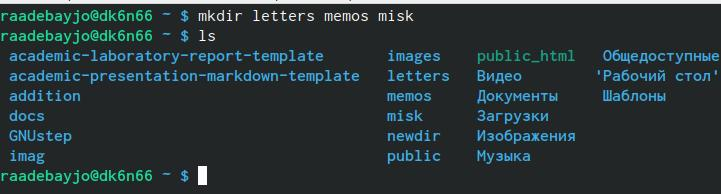 raadebayjo@dk6n66 ~ $ mkdir letters memos misk
raadebayjo@dk6n66 ~ $ ls
academic-laboratory-report-template images public_html Общедоступные
academic-presentation-markdown-template letters Видео 'Рабочий стол'
addition memos Документы Шаблоны
docs misk Загрузки
GNUstep newdir Изображения
imag public Музыка
raadebayjo@dk6n66 ~ $